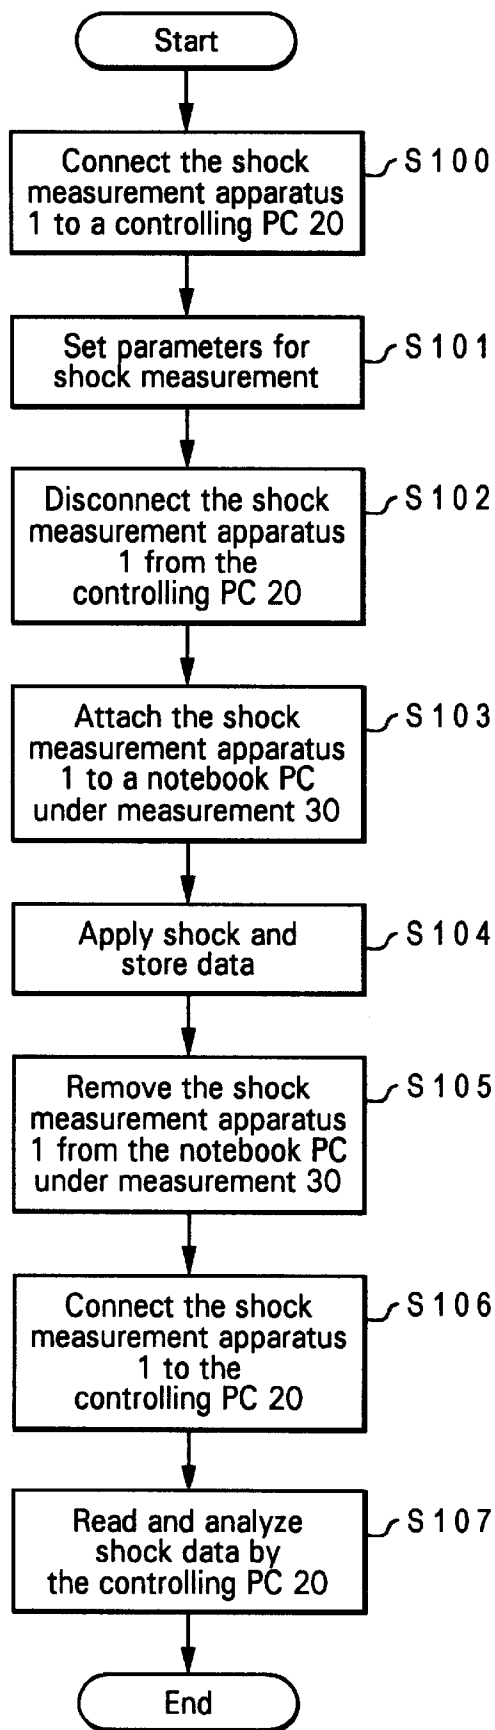 Start
Connect the shock
measurement apparatus
1 to a controlling PC 20
S100
Set parameters for
shock measurement
S101
Disconnect the shock
measurement apparatus
1 from the
controlling PC 20
S102
Attach the shock
measurement apparatus
1 to a notebook PC
under measurement 30
S103
Apply shock and
store data
S104
Remove the shock
measurement apparatus
1 from the notebook PC
under measurement 30
S105
Connect the shock
measurement apparatus
1 to the
controlling PC 20
S106
Read and analyze
shock data by
the controlling PC 20
S107
End